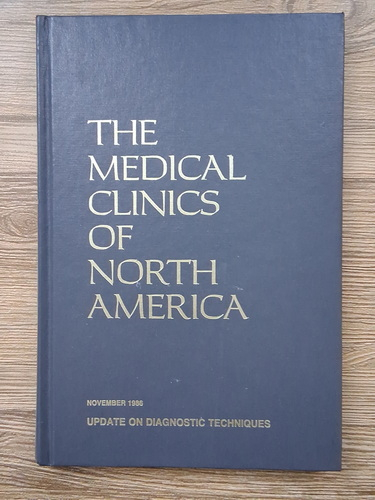 THE
MEDICAL
CLINICS
OF
NORTH
AMERICA
NOVEMBER 1986
UPDATE ON DIAGNOSTIC TECHNIQUES